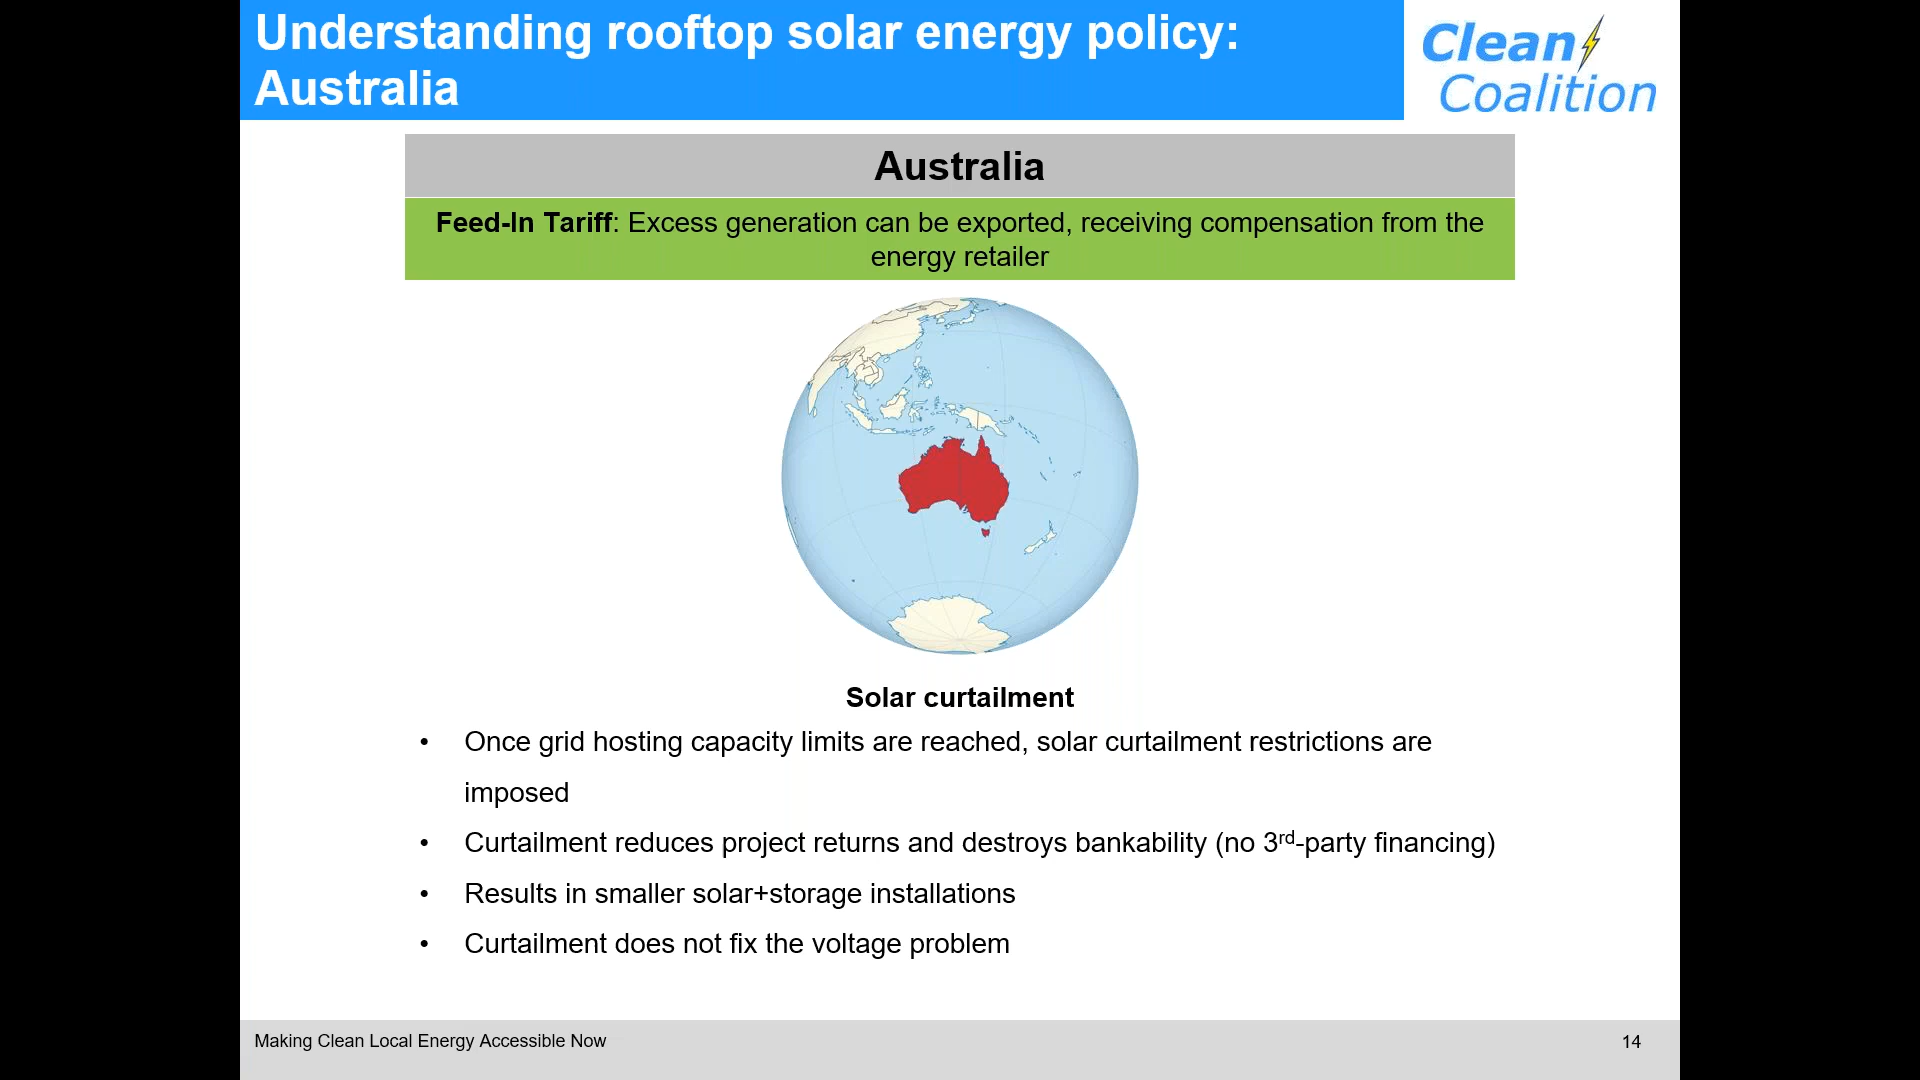 Understanding rooftop solar energy policy:
Australia
Clean
Coalition
Australia
Feed-In Tariff: Excess generation can be exported, receiving compensation from the
energy retailer
Solar curtailment
• Once grid hosting capacity limits are reached, solar curtailment restrictions are
imposed
• Curtailment reduces project returns and destroys bankability (no 3rd-party financing)
• Results in smaller solar+storage installations
• Curtailment does not fix the voltage problem
Making Clean Local Energy Accessible Now
14